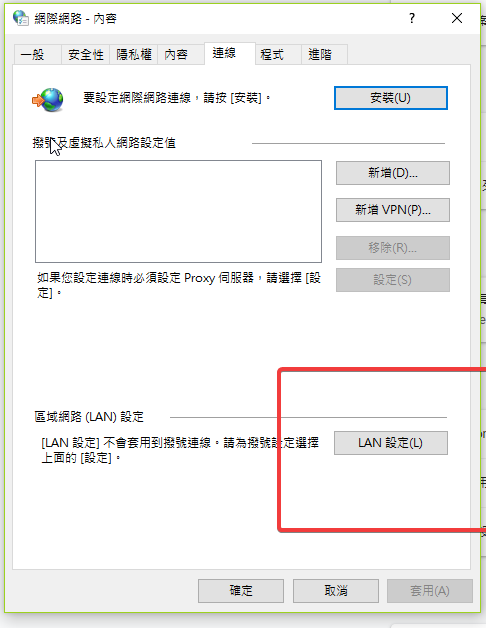 網際網路 - 內容
?
一般 安全性 隱私權 內容 連線 程式 進階
要設定網際網路連線，請按 [安裝]。
安裝(U)
撥號及虛擬私人網路設定值
新增(D)...
新增 VPN(P)...
移除(R)...
如果您設定連線時必須設定 Proxy 伺服器，請選擇 [設
定]。
設定(S)
區域網路 (LAN) 設定
[LAN 設定] 不會套用到撥號連線。請為撥號設定選擇
上面的 [設定]。
LAN 設定(L)
確定 取消 套用(A)